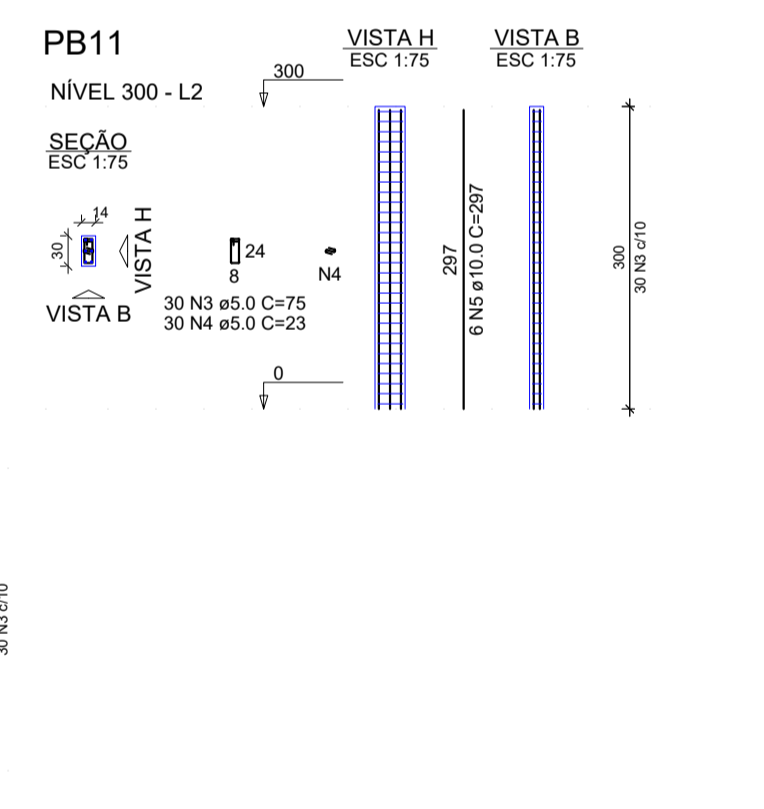 PB11
NÍVEL 300 - L2
SEÇÃO
ESC 1:75
14
30
VISTA H
VISTA B
24
8
N4
30 N3 ø5.0 C=75
30 N4 ø5.0 C=23
300
0
VISTA H
ESC 1:75
297
6 N5 ø10.0 C=297
VISTA B
ESC 1:75
300
30 N3 c/10
30 N3 c/10